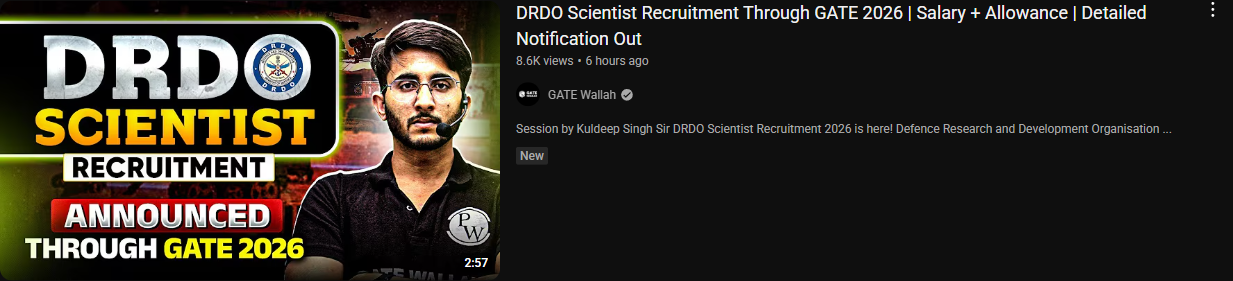 DRDO
SCIENTIST
RECRUITMENT
ANNOUNCED
THROUGH GATE 2026
PW
GATE WALLAH
2:57
DRDO Scientist Recruitment Through GATE 2026 | Salary + Allowance | Detailed
Notification Out
8.6K views • 6 hours ago
GATE Wallah
Session by Kuldeep Singh Sir DRDO Scientist Recruitment 2026 is here! Defence Research and Development Organisation ...
New